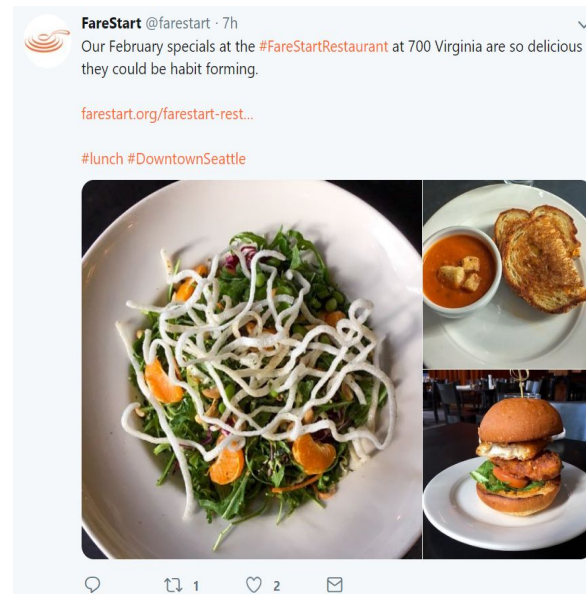 FareStart @farestart · 7h
Our February specials at the #FareStartRestaurant at 700 Virginia are so delicious
they could be habit forming.
farestart.org/farestart-rest...
#lunch #DowntownSeattle
1 2